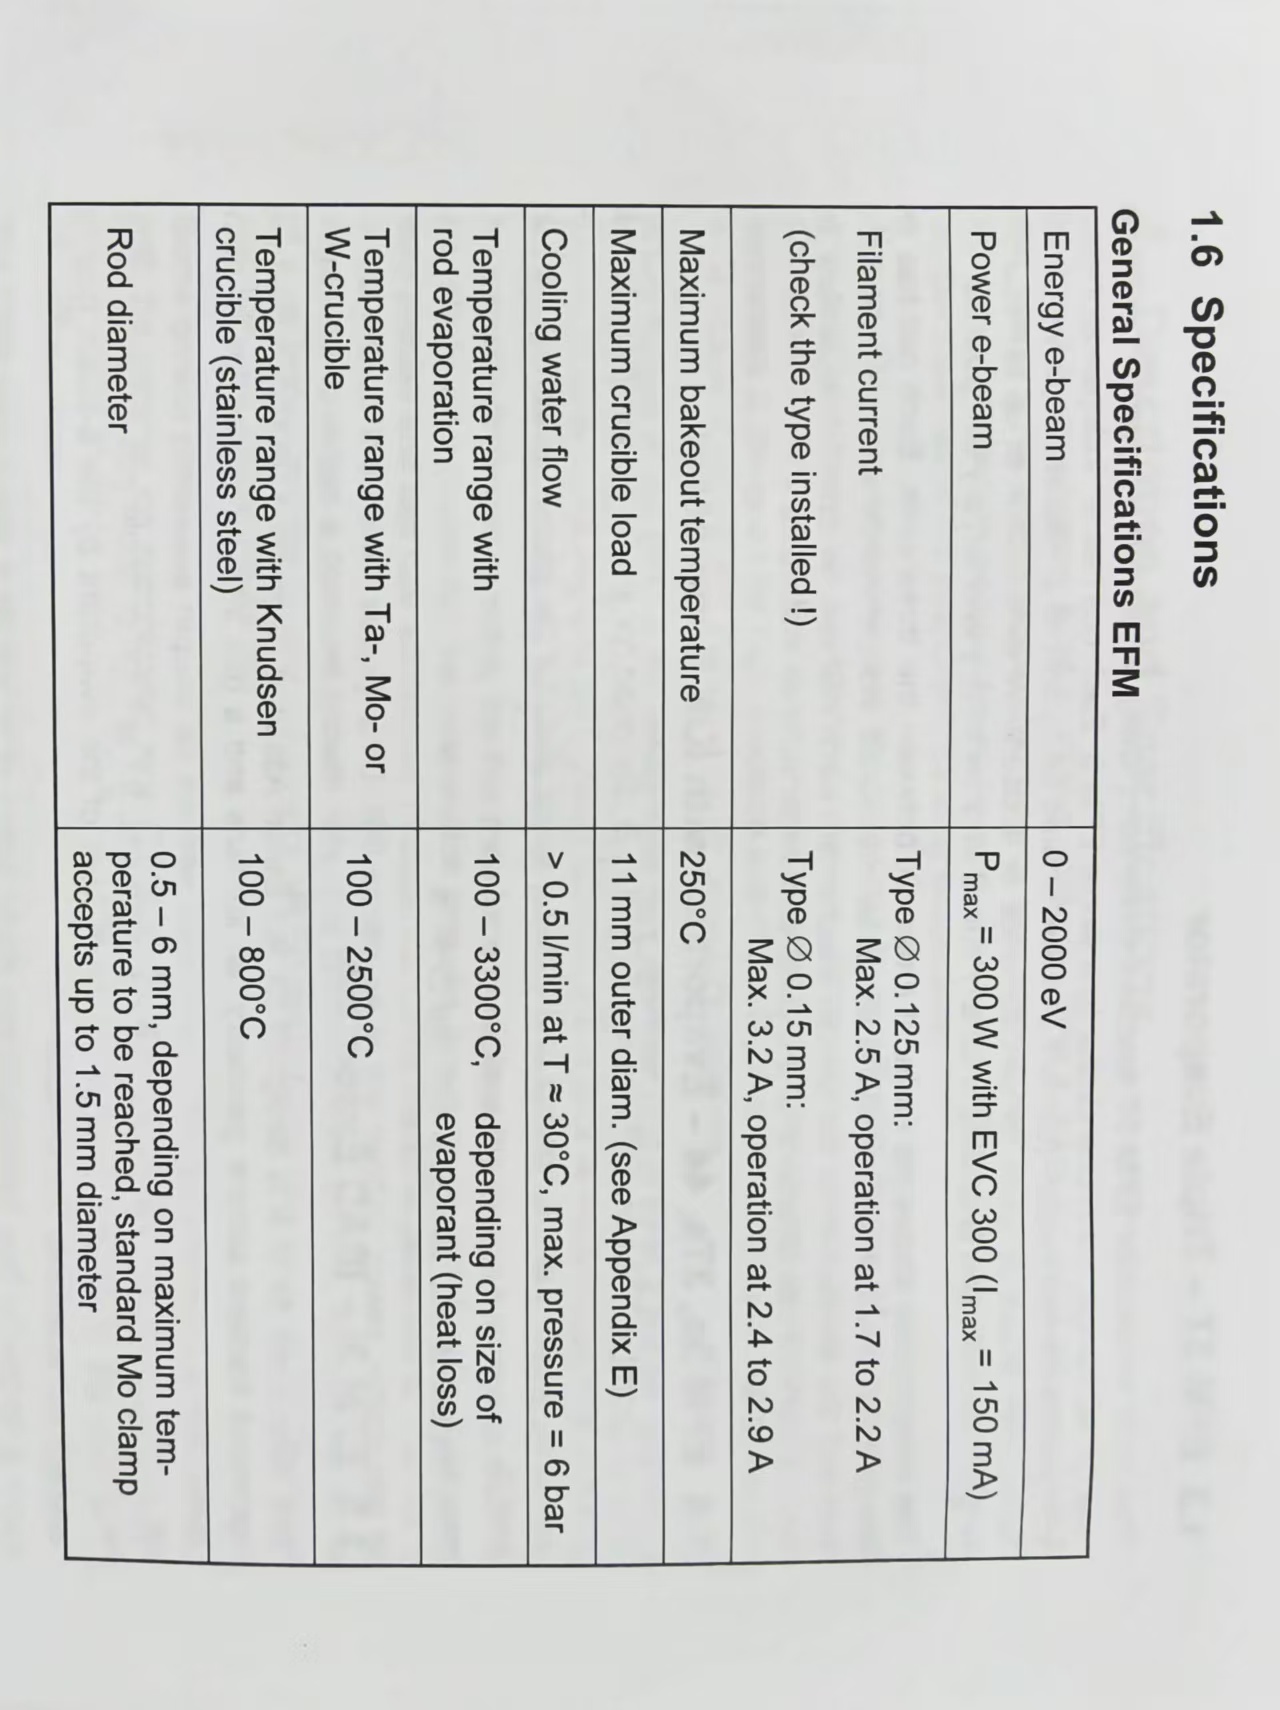 1.6 Specifications
General Specifications EFM
Energy e-beam
0 – 2000 eV
Power e-beam
Pmax = 300 W with EVC 300 (Imax = 150 mA)
Filament current
(check the type installed !)
Type ∅ 0.125 mm:
Max. 2.5 A, operation at 1.7 to 2.2 A
Type ∅ 0.15 mm:
Max. 3.2 A, operation at 2.4 to 2.9 A
Maximum bakeout temperature
250°C
Maximum crucible load
11 mm outer diam. (see Appendix E)
Cooling water flow
> 0.5 l/min at T ≈ 30°C, max. pressure = 6 bar
Temperature range with
rod evaporation
100 – 3300°C, depending on size of
evaporant (heat loss)
Temperature range with Ta-, Mo- or
W-crucible
100 – 2500°C
Temperature range with Knudsen
crucible (stainless steel)
100 – 800°C
Rod diameter
0.5 – 6 mm, depending on maximum tem-
perature to be reached, standard Mo clamp
accepts up to 1.5 mm diameter